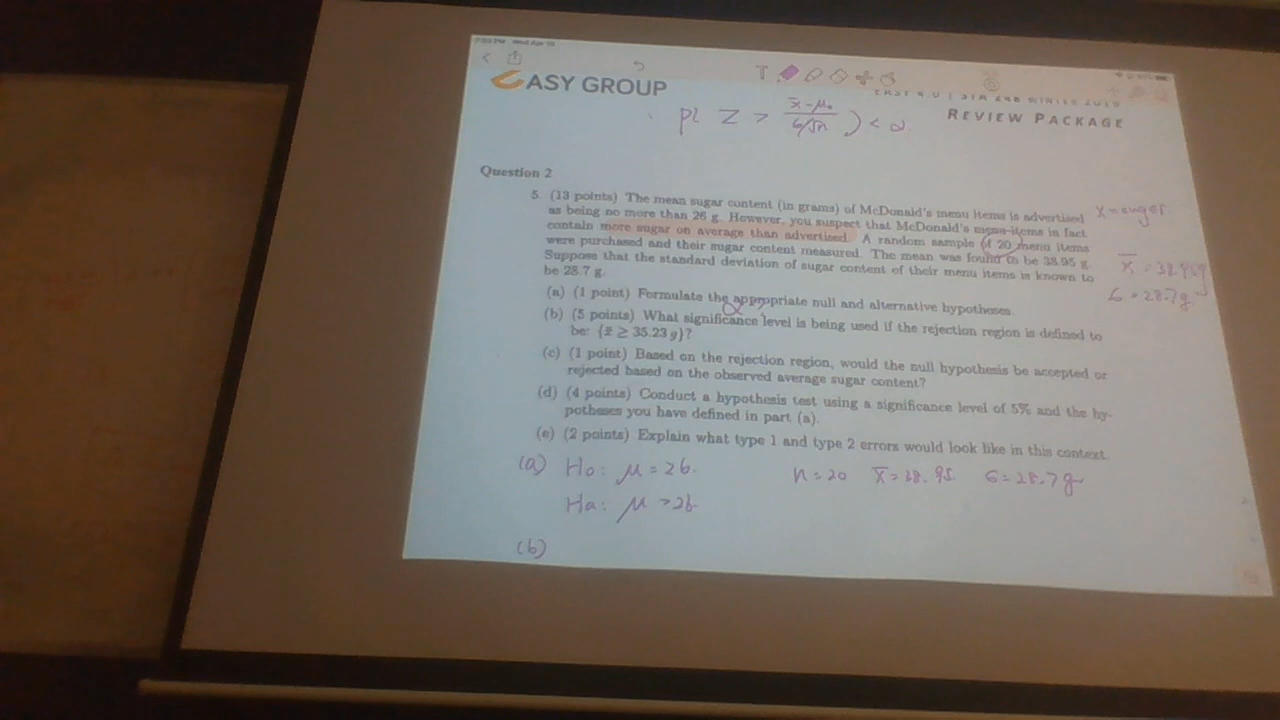 ASY GROUP
REVIEW PACKAGE
Z > x̄-μ₀ / σ/√n ) < α
Question 2
5. (13 points) The mean sugar content (in grams) of McDonald's menu items is advertised
as being no more than 26 g. However, you suspect that McDonald's menu items in fact
contain more sugar on average than advertised. A random sample of 20 menu items
were purchased and their sugar content measured. The mean was found to be 38.95 g.
Suppose that the standard deviation of sugar content of their menu items is known to
be 28.7 g.
x = sugar
x̄ = 38.95g
σ = 28.7g
(a) (1 point) Formulate the appropriate null and alternative hypotheses.
α
(b) (5 points) What significance level is being used if the rejection region is defined to
be: {x̄ ≥ 35.23 g}?
(c) (1 point) Based on the rejection region, would the null hypothesis be accepted or
rejected based on the observed average sugar content?
(d) (4 points) Conduct a hypothesis test using a significance level of 5% and the hy-
potheses you have defined in part (a).
(e) (2 points) Explain what type 1 and type 2 errors would look like in this context.
(a) Ho: μ = 26. n = 20 x̄ = 38.95 σ = 28.7g
Ha: μ > 26
(b)